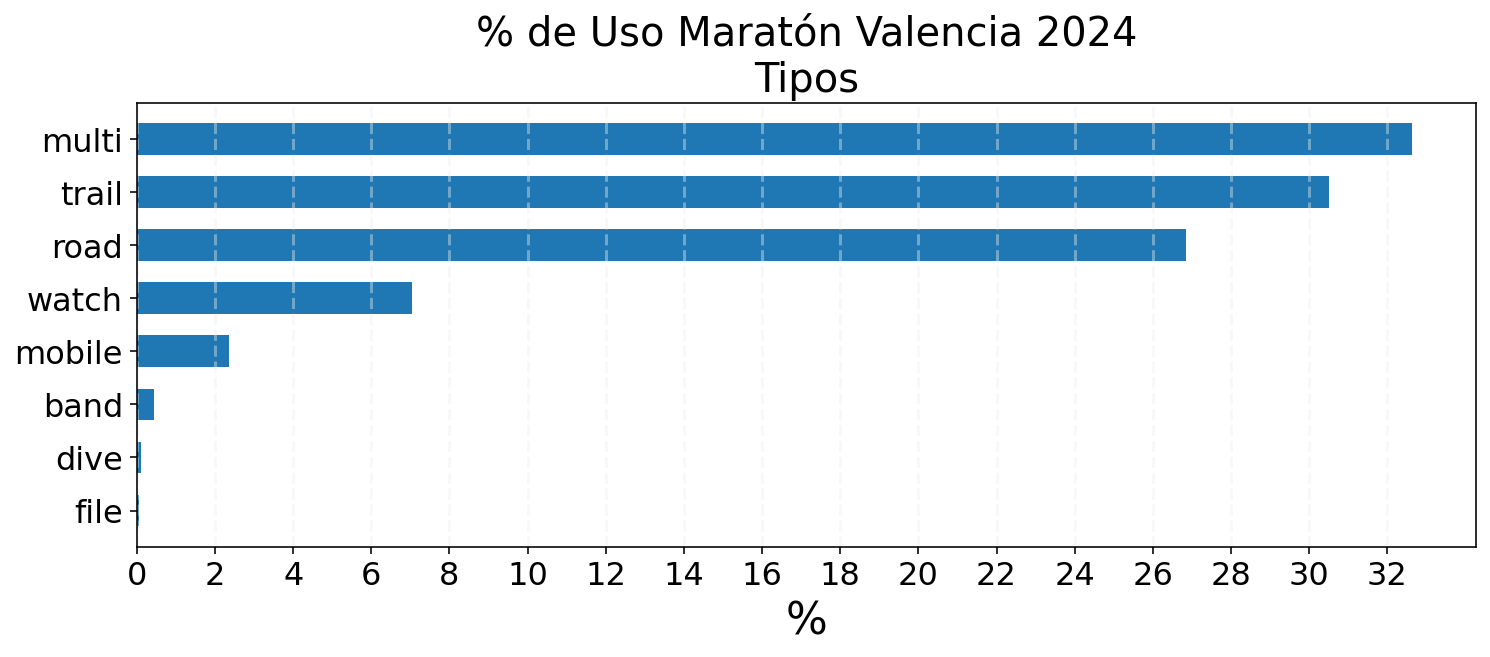 % de Uso Maratón Valencia 2024
Tipos
multi
trail
road
watch
mobile
band
dive
file
0 2 4 6 8 10 12 14 16 18 20 22 24 26 28 30 32
%